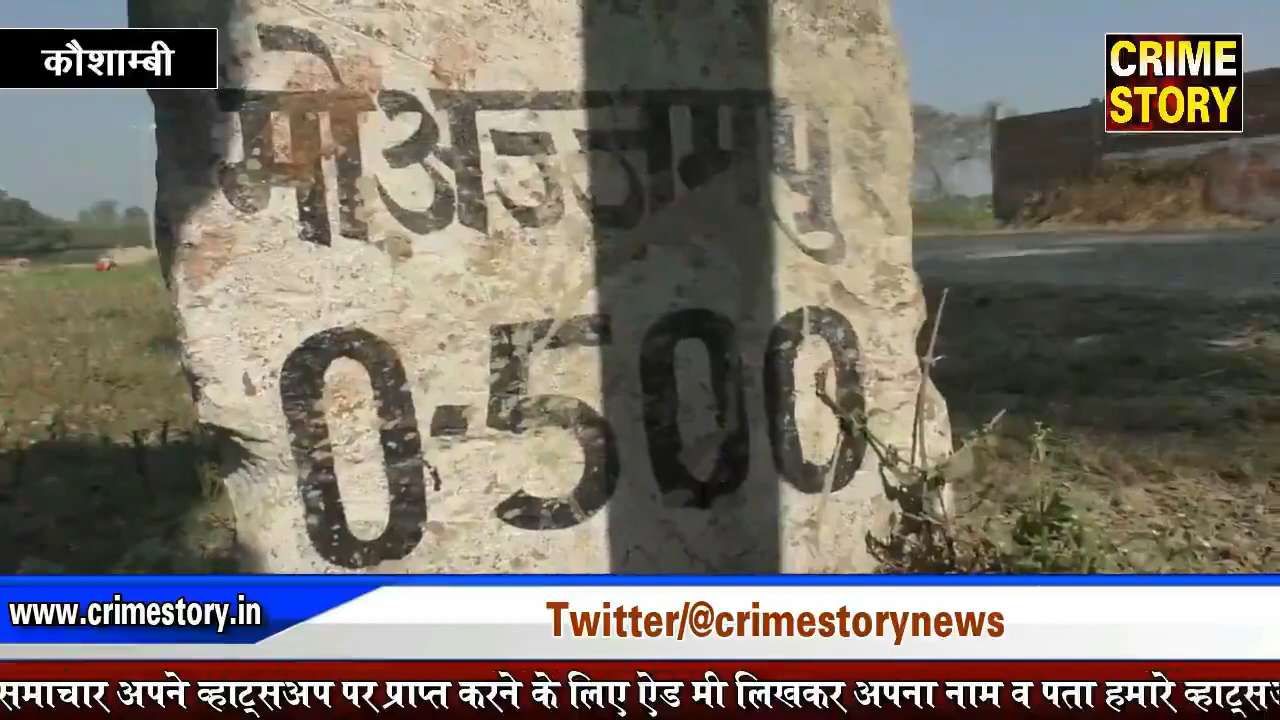 कौशाम्बी
CRIME
STORY
0-500
www.crimestory.in
Twitter/@crimestorynews
समाचार अपने व्हाट्सअप पर प्राप्त करने के लिए ऐड मी लिखकर अपना नाम व पता हमारे व्हाट्सअ